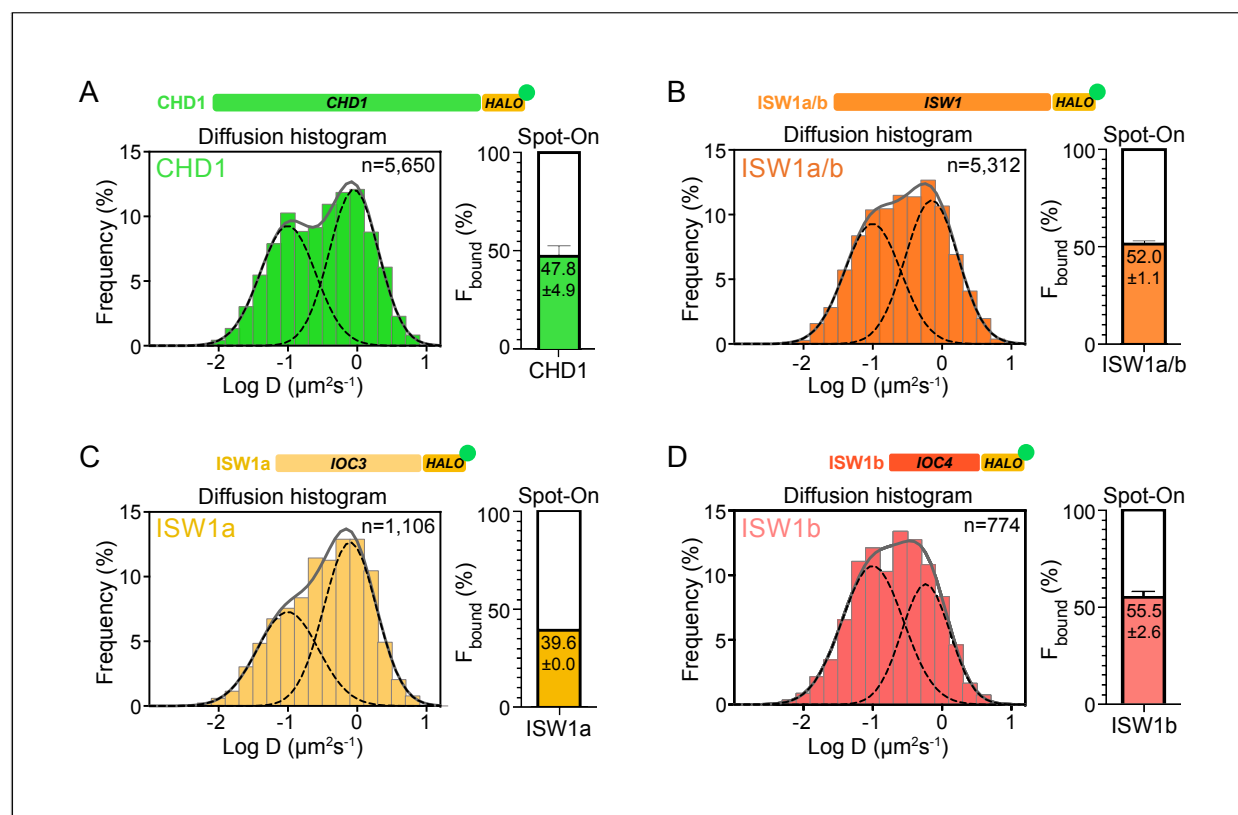 A
CHD1 CHD1 HALO
Diffusion histogram
Spot-On
CHD1
n=5,650
Frequency (%)
15
10
5
0
-2 -1 0 1
Log D (µm²s⁻¹)
F_bound (%)
100
50
0
47.8
±4.9
CHD1
B
ISW1a/b ISW1 HALO
Diffusion histogram
Spot-On
ISW1a/b
n=5,312
Frequency (%)
15
10
5
0
-2 -1 0 1
Log D (µm²s⁻¹)
F_bound (%)
100
50
0
52.0
±1.1
ISW1a/b
C
ISW1a IOC3 HALO
Diffusion histogram
Spot-On
ISW1a
n=1,106
Frequency (%)
15
10
5
0
-2 -1 0 1
Log D (µm²s⁻¹)
F_bound (%)
100
50
0
39.6
±0.0
ISW1a
D
ISW1b IOC4 HALO
Diffusion histogram
Spot-On
ISW1b
n=774
Frequency (%)
15
10
5
0
-2 -1 0 1
Log D (µm²s⁻¹)
F_bound (%)
100
50
0
55.5
±2.6
ISW1b